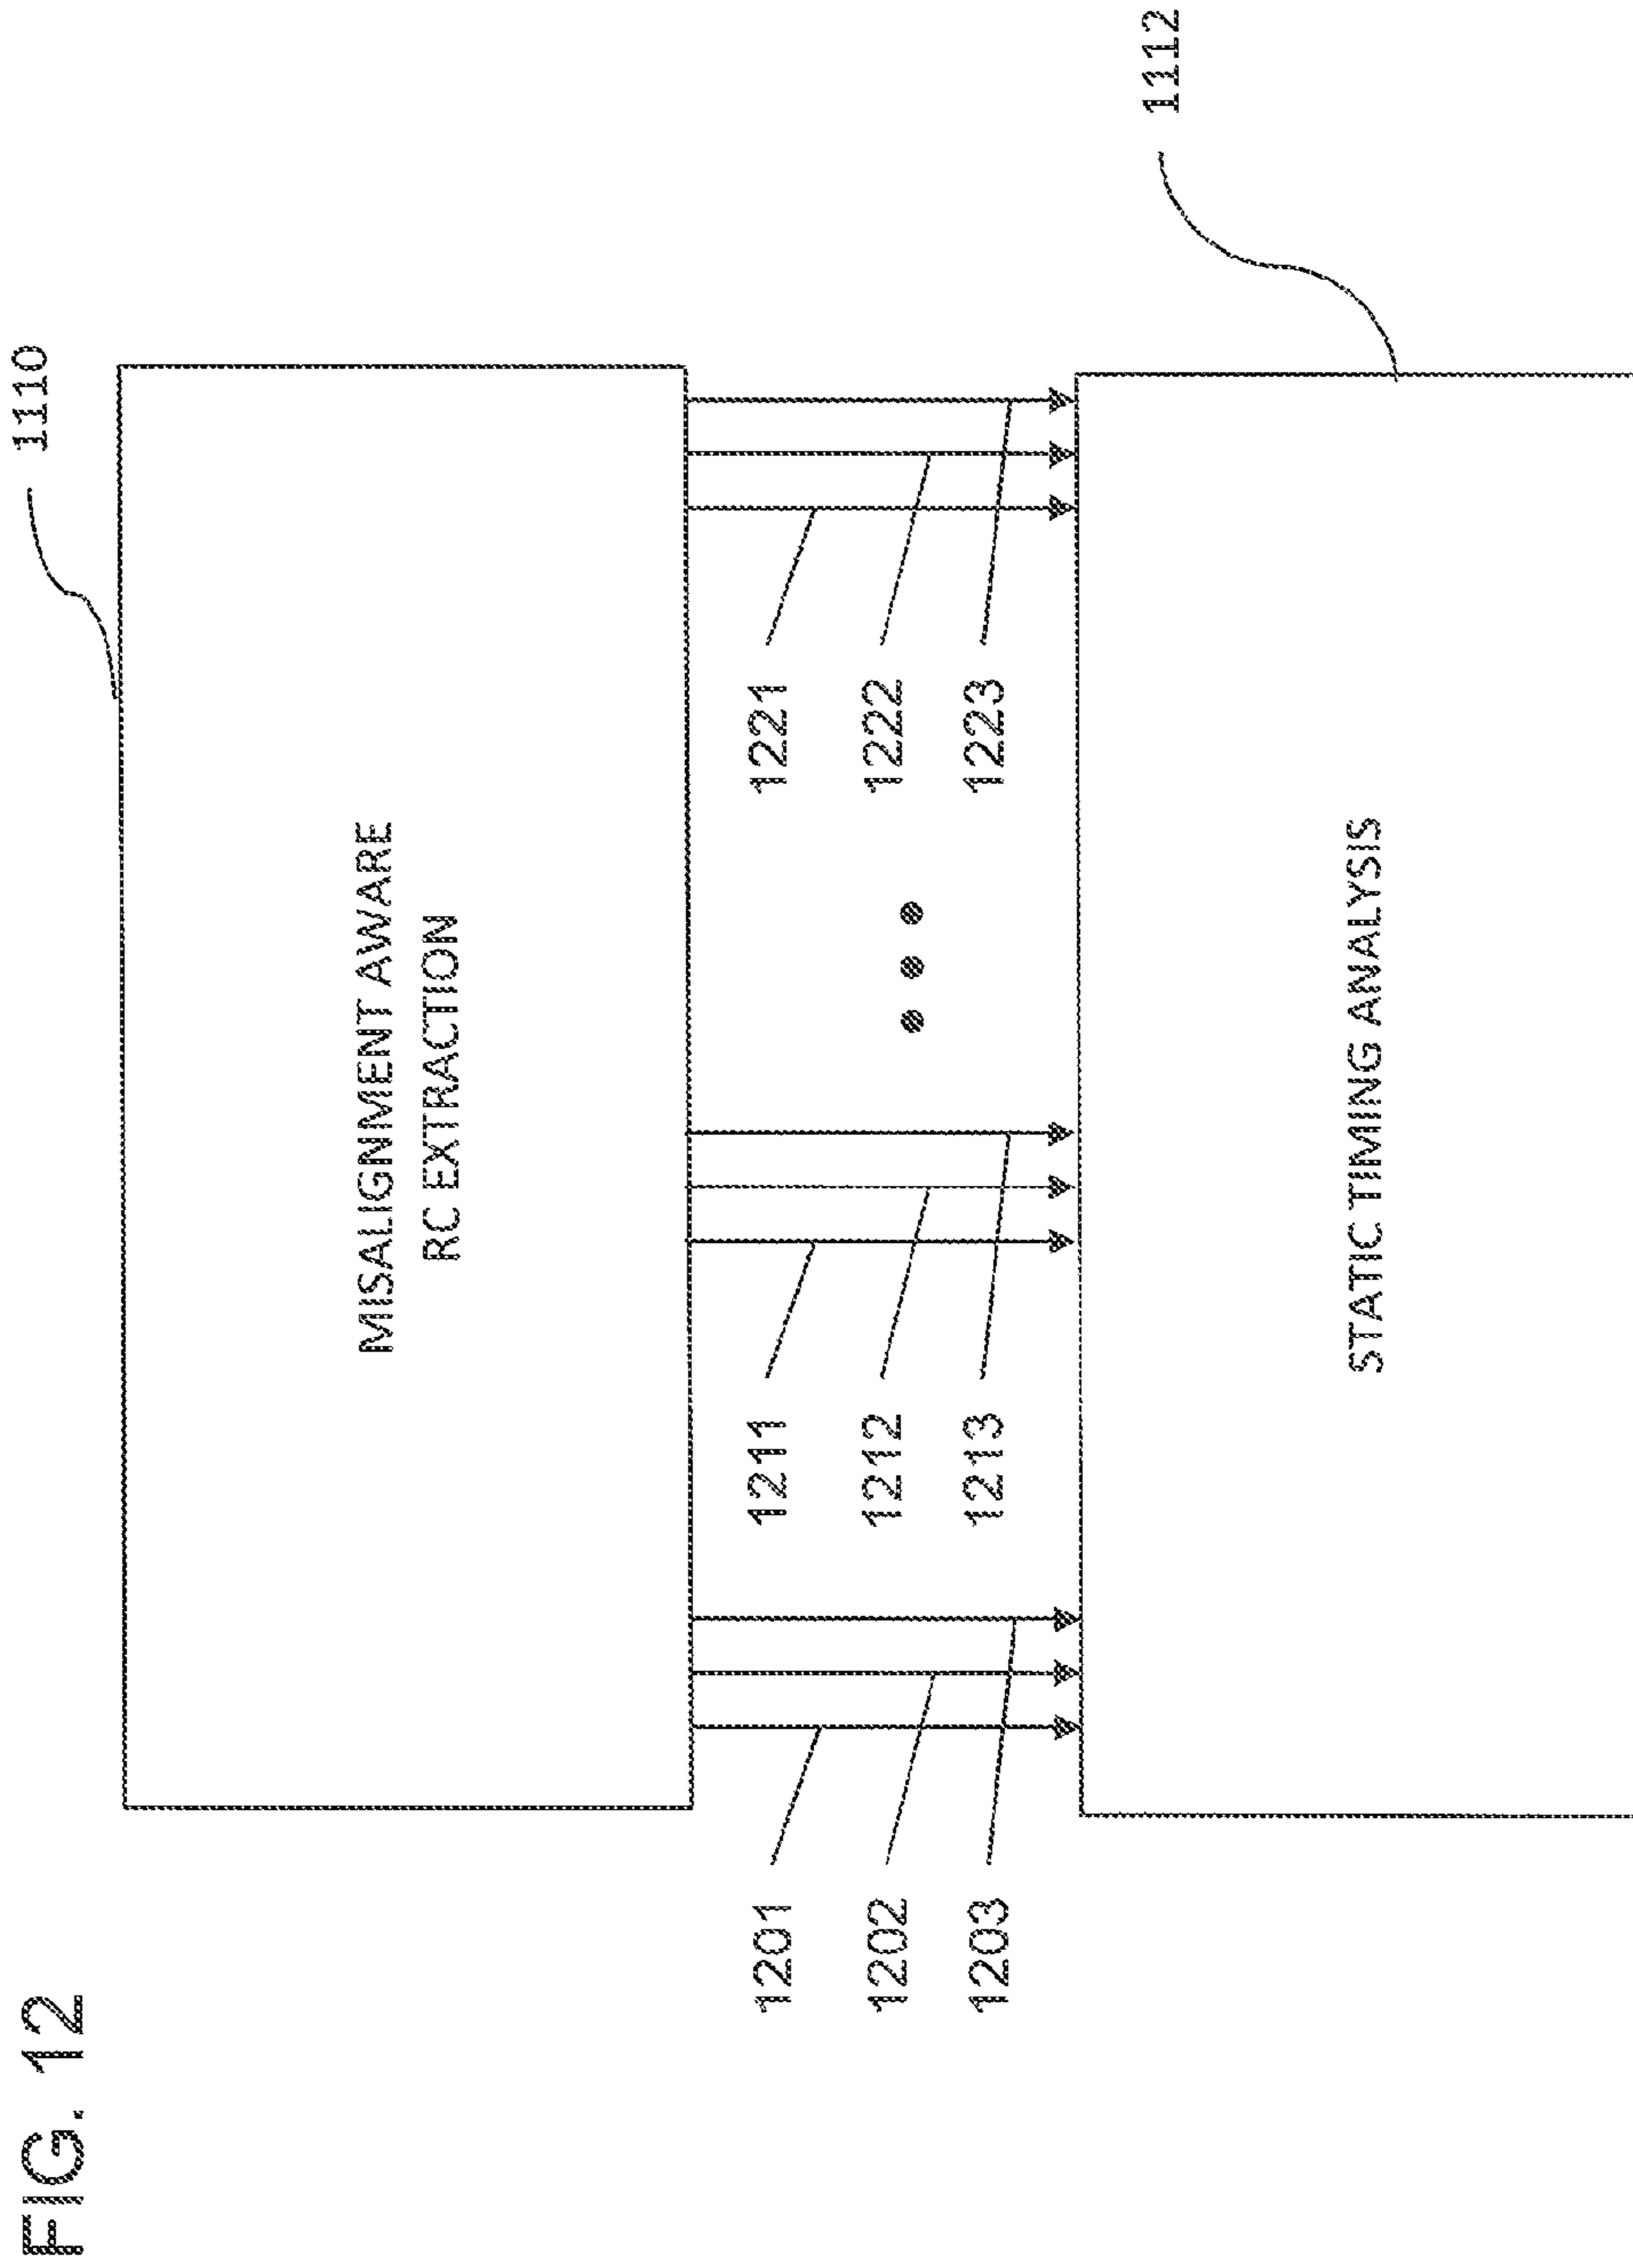 FIG. 12
1110
MISALIGNMENT AWARE
RC EXTRACTION
1201
1202
1203
1211
1212
1213
1221
1222
1223
STATIC TIMING ANALYSIS
1112